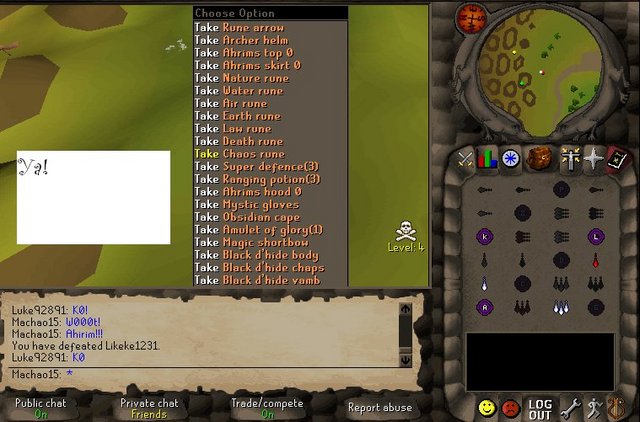 Choose Option
Take Rune arrow
Take Archer helm
Take Ahrims top 0
Take Ahrims skirt 0
Take Nature rune
Take Water rune
Take Air rune
Take Earth rune
Take Law rune
Take Death rune
Take Chaos rune
Take Super defence(3)
Take Ranging potion(3)
Take Ahrims hood 0
Take Mystic gloves
Take Obsidian cape
Take Amulet of glory(1)
Take Magic shortbow
Take Black d'hide body
Take Black d'hide chaps
Take Black d'hide vamb
Ya!
Level: 4
Luke92891: K0!
Machao15: W000t!
Machao15: Ahirim!!!
You have defeated Likeke1231.
Luke92891: K0
Machao15: *
Public chat
On
Private chat
Friends
Trade/compete
On
Report abuse
LOG
OUT